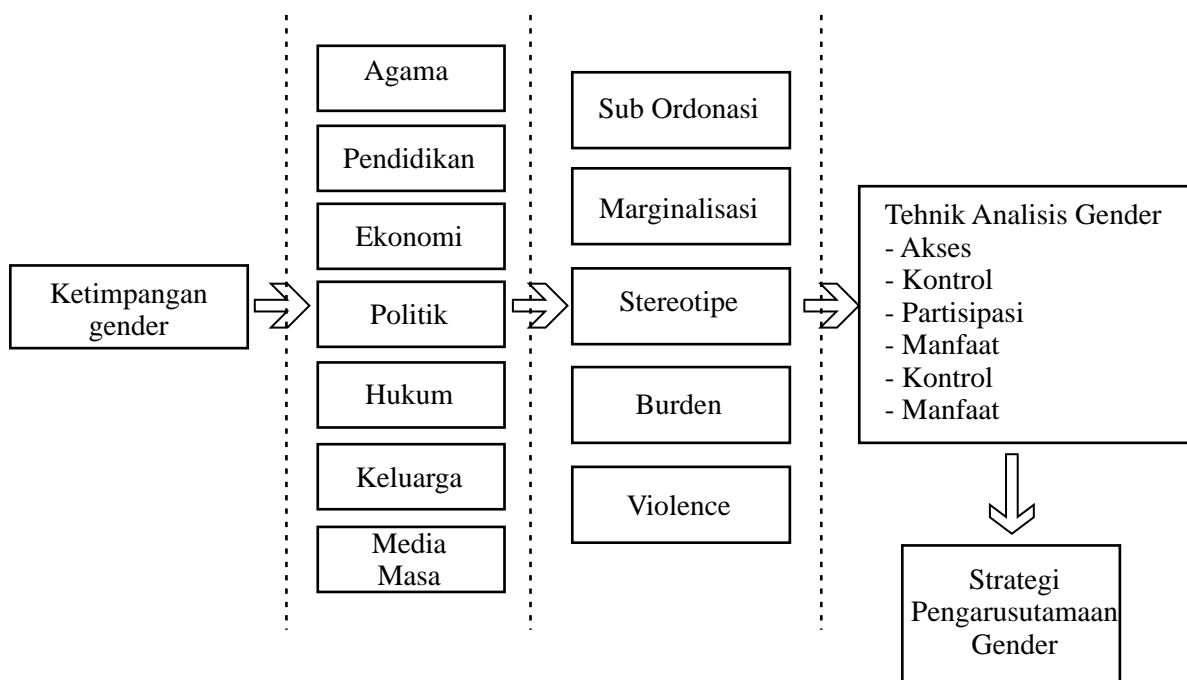 Ketimpangan
gender
Agama
Pendidikan
Ekonomi
Politik
Hukum
Keluarga
Media
Masa
Sub Ordonasi
Marginalisasi
Stereotipe
Burden
Violence
Tehnik Analisis Gender
- Akses
- Kontrol
- Partisipasi
- Manfaat
- Kontrol
- Manfaat
Strategi
Pengarusutamaan
Gender